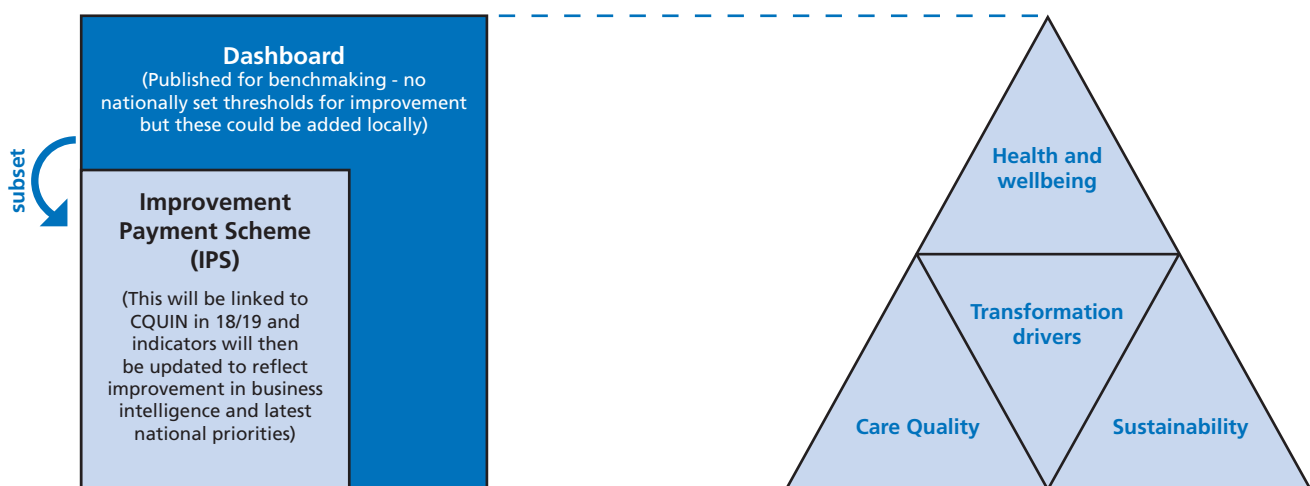 Dashboard
(Published for benchmaking - no
nationally set thresholds for improvement
but these could be added locally)
subset
Improvement
Payment Scheme
(IPS)
(This will be linked to
CQUIN in 18/19 and
indicators will then
be updated to reflect
improvement in business
intelligence and latest
national priorities)
Health and
wellbeing
Transformation
drivers
Care Quality
Sustainability